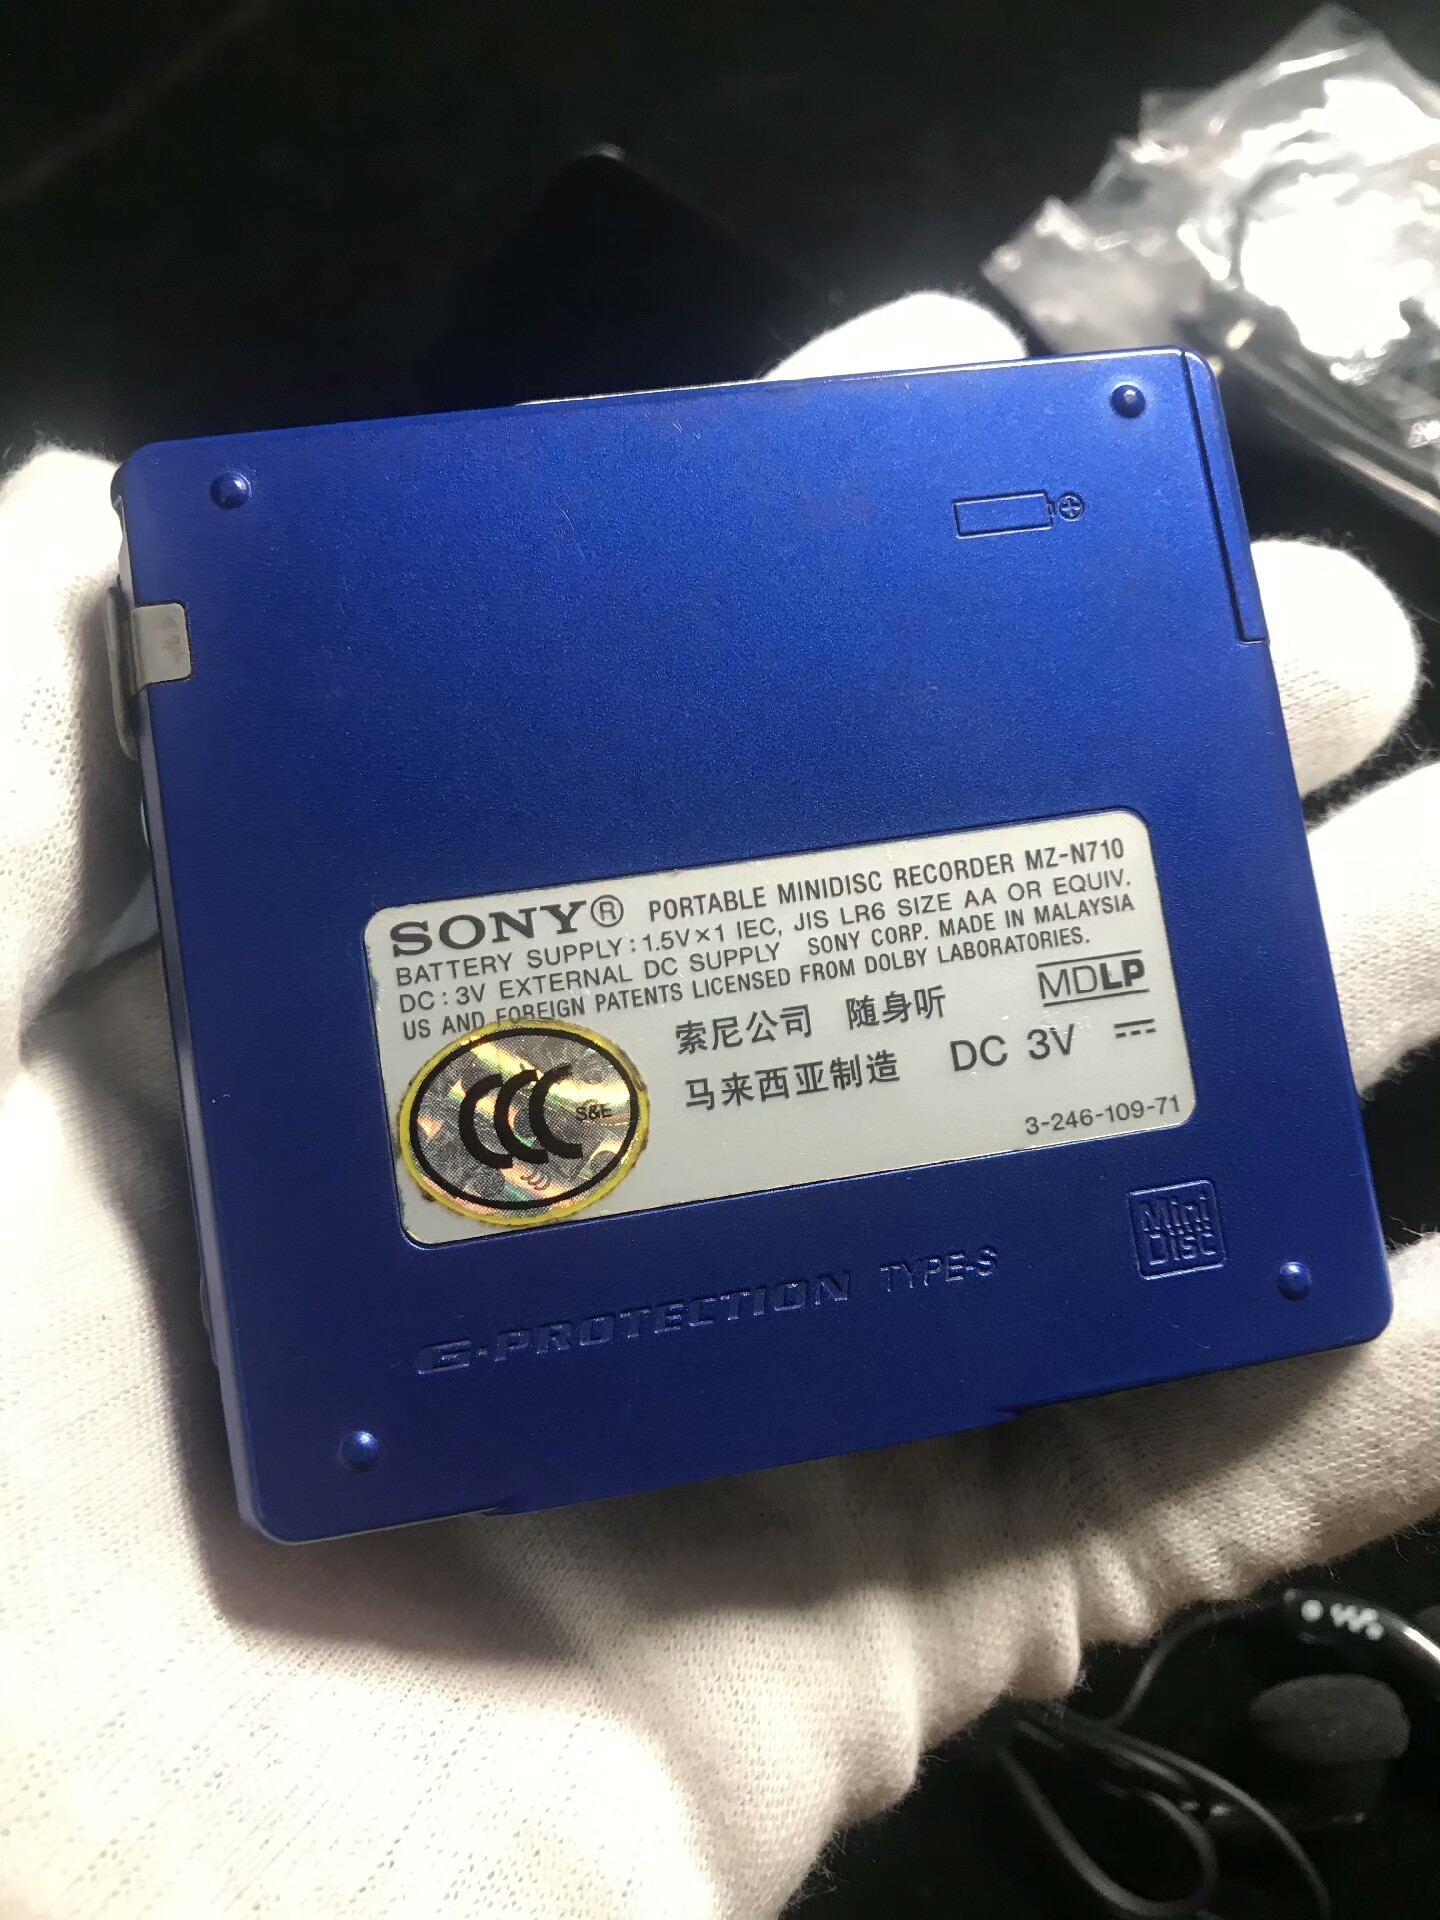 SONY® PORTABLE MINIDISC RECORDER MZ-N710
BATTERY SUPPLY : 1.5V×1 IEC, JIS LR6 SIZE AA OR EQUIV.
DC : 3V EXTERNAL DC SUPPLY SONY CORP. MADE IN MALAYSIA
US AND FOREIGN PATENTS LICENSED FROM DOLBY LABORATORIES.
索尼公司 随身听 MDLP
马来西亚制造 DC 3V ⎓
CCC S&E
3-246-109-71
G-PROTECTION TYPE-S
Mini
Disc